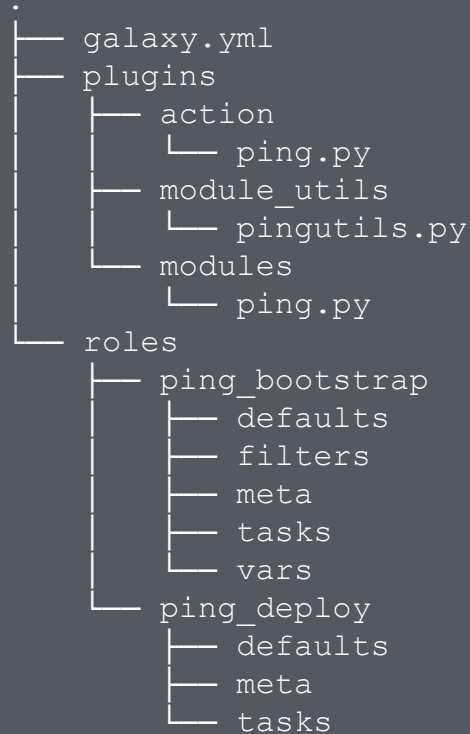 .
├── galaxy.yml
├── plugins
│   ├── action
│   │   └── ping.py
│   ├── module_utils
│   │   └── pingutils.py
│   └── modules
│       └── ping.py
└── roles
    ├── ping_bootstrap
    │   ├── defaults
    │   ├── filters
    │   ├── meta
    │   ├── tasks
    │   └── vars
    └── ping_deploy
        ├── defaults
        ├── meta
        └── tasks